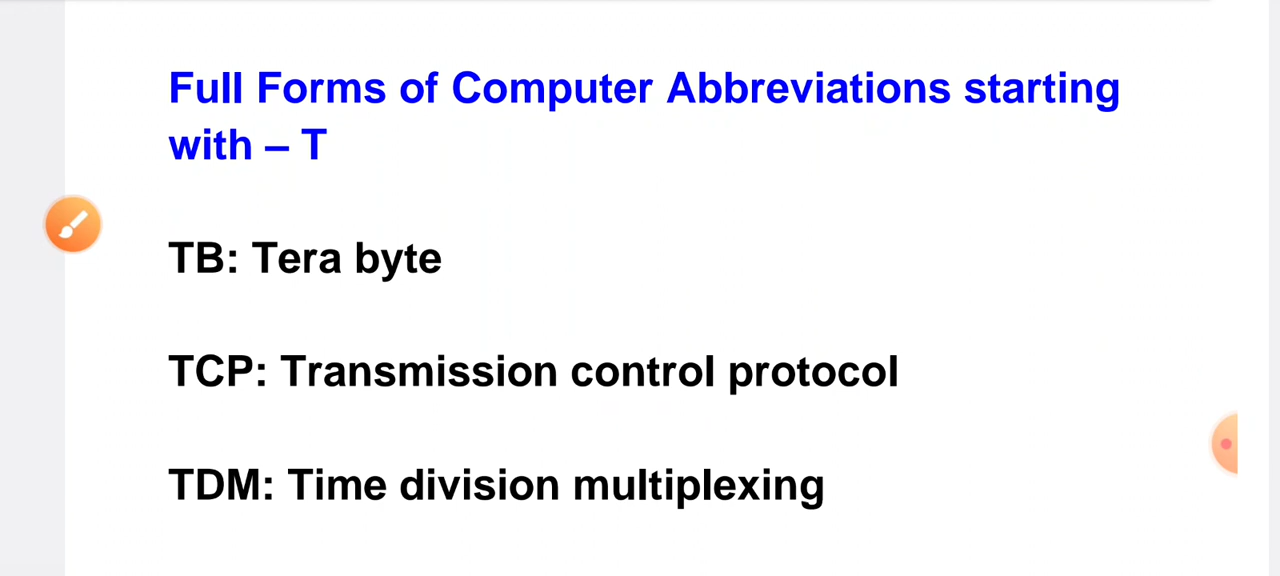 Full Forms of Computer Abbreviations starting
with – T
TB: Tera byte
TCP: Transmission control protocol
TDM: Time division multiplexing